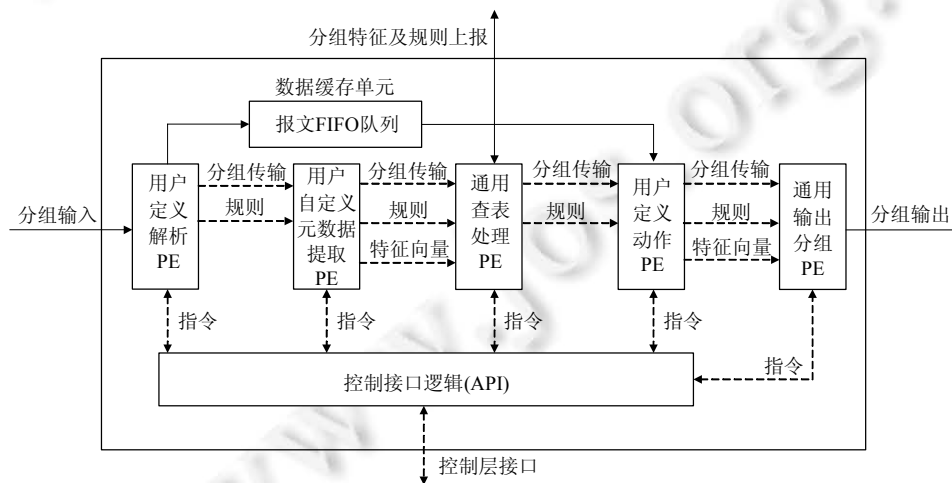 分组特征及规则上报
数据缓存单元
报文FIFO队列
分组输入
用户
定义
解析
PE
分组传输
规则
用户
自定义
元数据
提取
PE
分组传输
规则
特征向量
通用
查表
处理
PE
分组传输
规则
用户
定义
动作
PE
分组传输
规则
特征向量
通用
输出
分组
PE
分组输出
指令
指令
指令
指令
指令
控制接口逻辑(API)
控制层接口
www.jos.org.